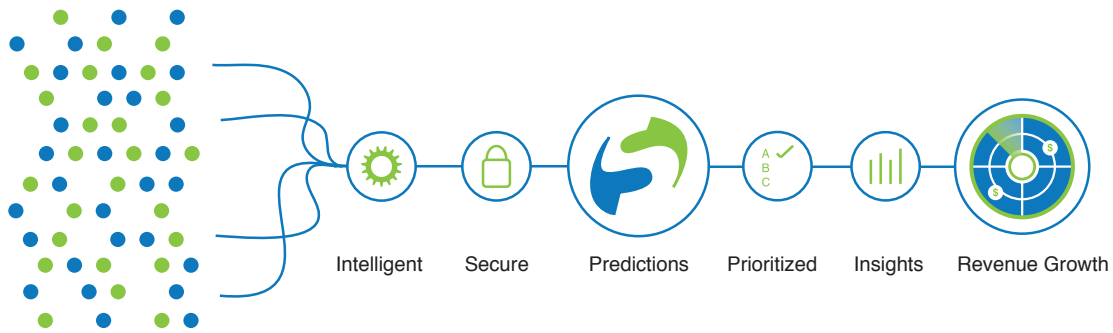 A
B
C
$
$
Intelligent
Secure
Predictions
Prioritized
Insights
Revenue Growth